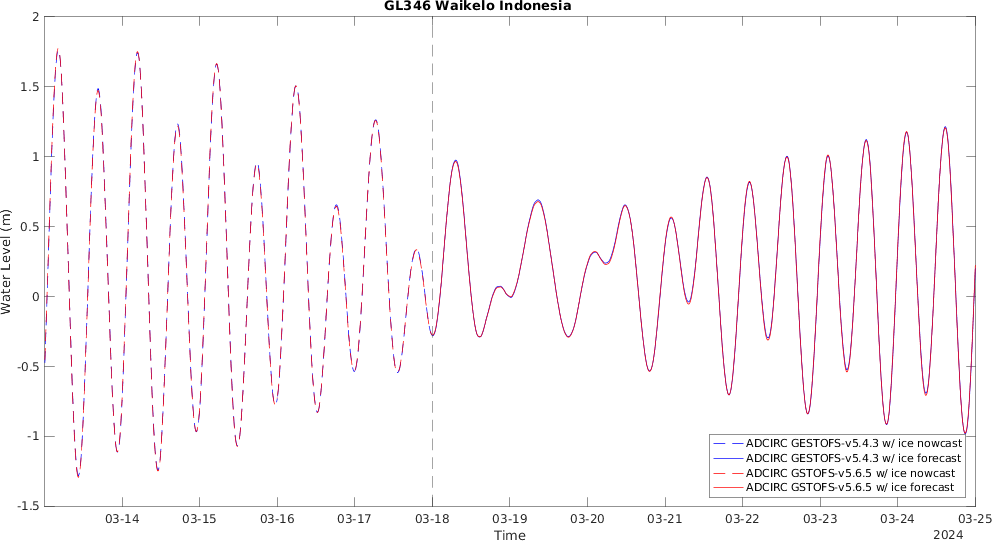 GL346 Waikelo Indonesia
2
1.5
1
0.5
0
-0.5
-1
-1.5
Water Level (m)
ADCIRC GESTOFS-v5.4.3 w/ ice nowcast
ADCIRC GESTOFS-v5.4.3 w/ ice forecast
ADCIRC GSTOFS-v5.6.5 w/ ice nowcast
ADCIRC GSTOFS-v5.6.5 w/ ice forecast
03-14 03-15 03-16 03-17 03-18 03-19 03-20 03-21 03-22 03-23 03-24 03-25
Time
2024